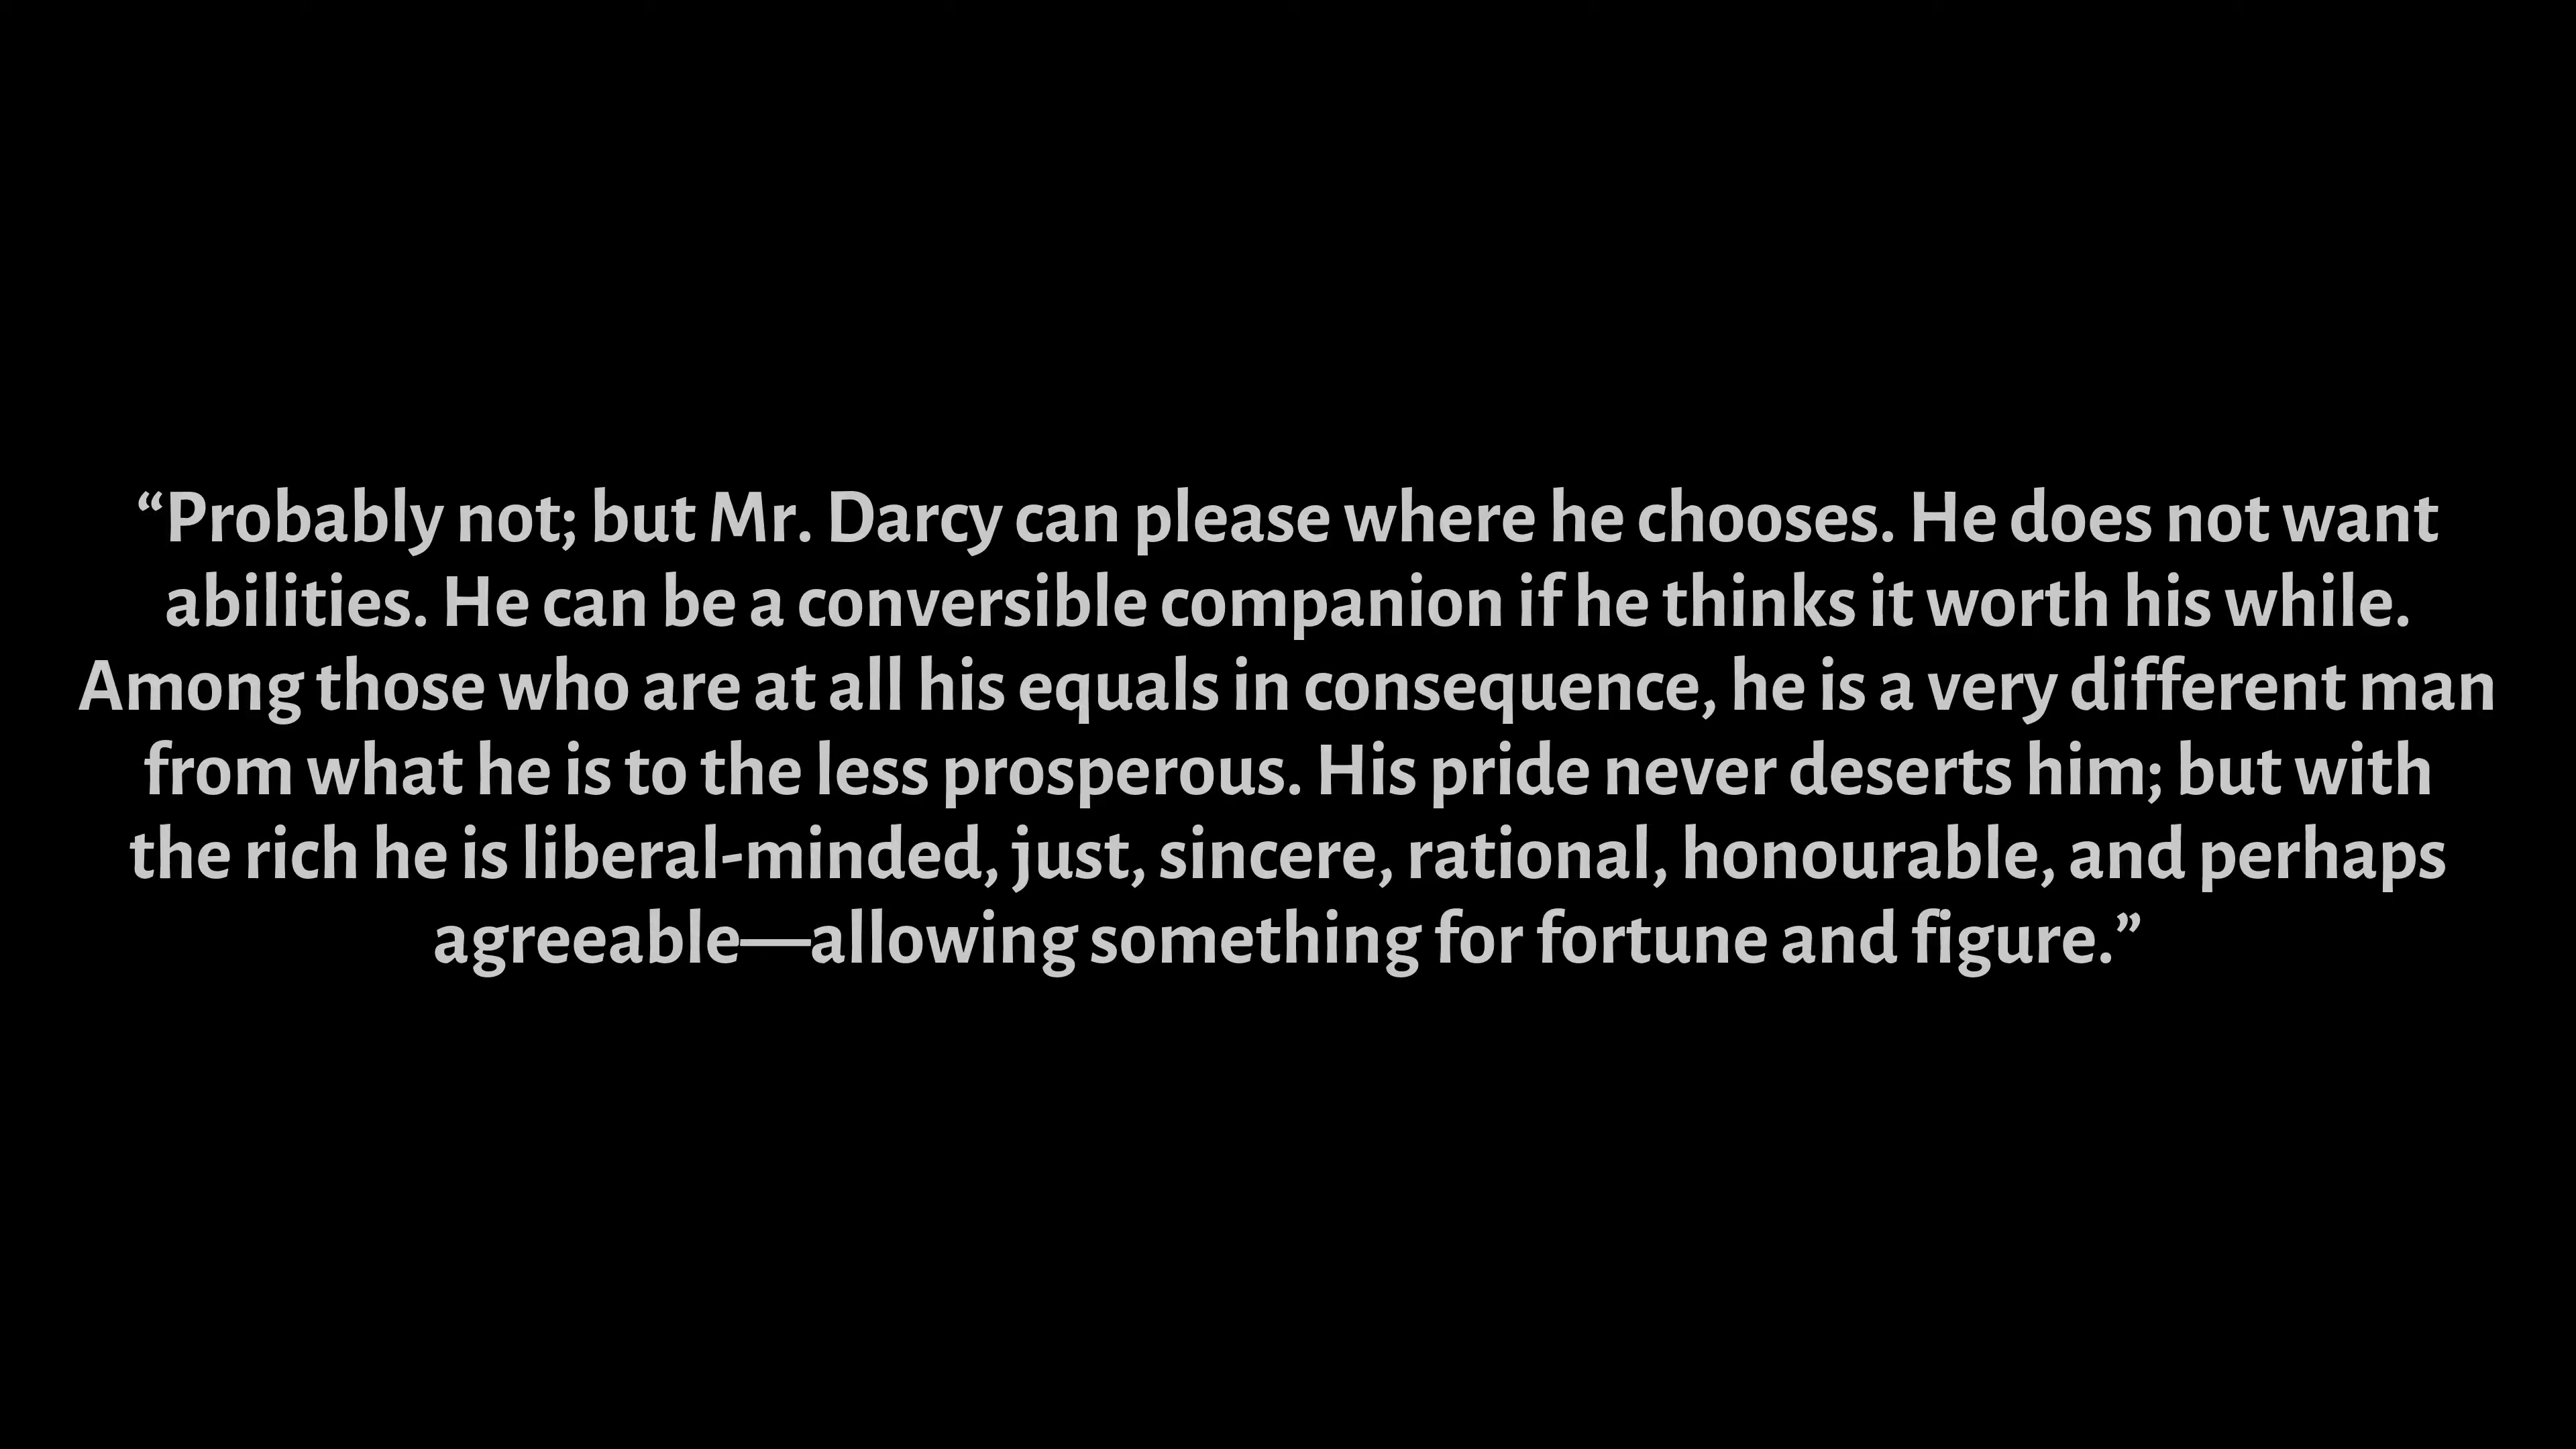 “Probably not; but Mr. Darcy can please where he chooses. He does not want
abilities. He can be a conversible companion if he thinks it worth his while.
Among those who are at all his equals in consequence, he is a very different man
from what he is to the less prosperous. His pride never deserts him; but with
the rich he is liberal-minded, just, sincere, rational, honourable, and perhaps
agreeable—allowing something for fortune and figure.”